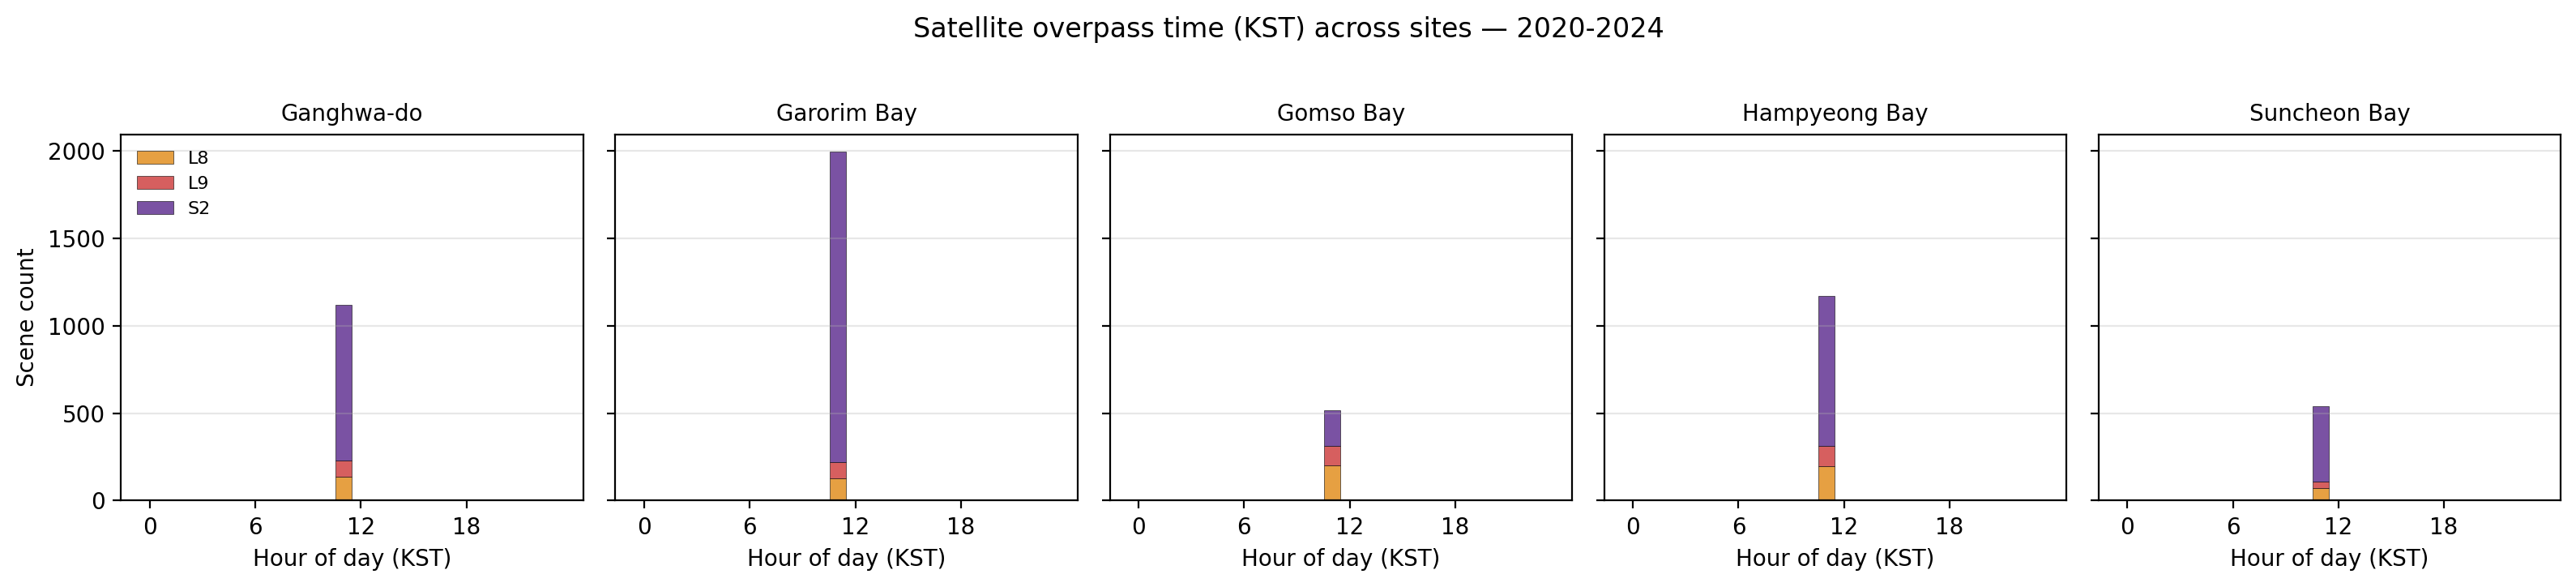 Satellite overpass time (KST) across sites — 2020-2024
Ganghwa-do
Garorim Bay
Gomso Bay
Hampyeong Bay
Suncheon Bay
L8
L9
S2
Scene count
2000
1500
1000
500
0
0 6 12 18
0 6 12 18
0 6 12 18
0 6 12 18
0 6 12 18
Hour of day (KST)
Hour of day (KST)
Hour of day (KST)
Hour of day (KST)
Hour of day (KST)